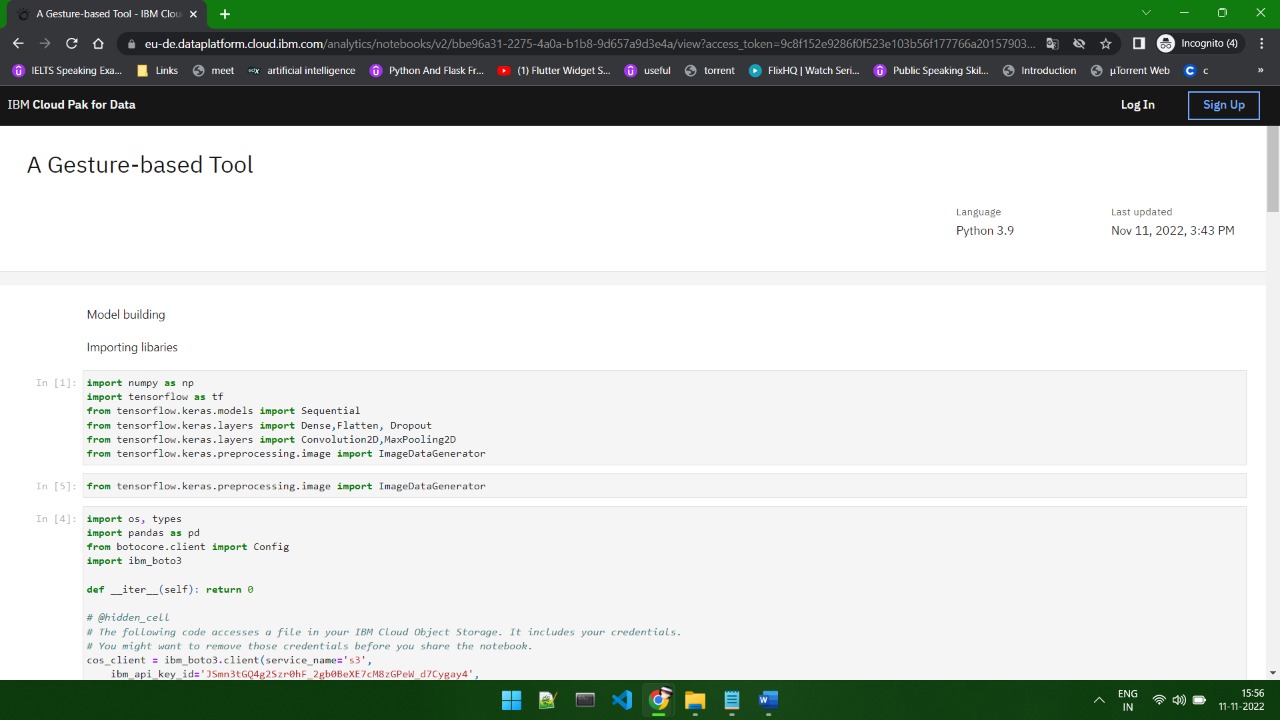 A Gesture-based Tool - IBM Clou
eu-de.dataplatform.cloud.ibm.com/analytics/notebooks/v2/bbc96a31-2275-4a0a-b1b8-9d657a9d3e4a/view?access_token=9c8f152e9286f0f523e103b56f177766a20157903...
Incognito (4)
IELTS Speaking Exa...
Links
meet
artificial intelligence
Python And Flask Fr...
(1) Flutter Widget S...
useful
torrent
FlixHQ | Watch Seri...
Public Speaking Skil...
Introduction
µTorrent Web
c
»
IBM Cloud Pak for Data
Log In
Sign Up
A Gesture-based Tool
Language
Last updated
Python 3.9
Nov 11, 2022, 3:43 PM
Model building
Importing libaries
In [1]:
import numpy as np
import tensorflow as tf
from tensorflow.keras.models import Sequential
from tensorflow.keras.layers import Dense,Flatten, Dropout
from tensorflow.keras.layers import Convolution2D,MaxPooling2D
from tensorflow.keras.preprocessing.image import ImageDataGenerator
In [5]:
from tensorflow.keras.preprocessing.image import ImageDataGenerator
In [4]:
import os, types
import pandas as pd
from botocore.client import Config
import ibm_boto3
def __iter__(self): return 0
# @hidden_cell
# The following code accesses a file in your IBM Cloud Object Storage. It includes your credentials.
# You might want to remove those credentials before you share the notebook.
cos_client = ibm_boto3.client(service_name='s3',
ibm_api_key_id='JSmn3tGQ4g2Szr0hF_2gb0BeXE7cM8zGPeW_d7Cygay4',
ENG
IN
15:56
11-11-2022